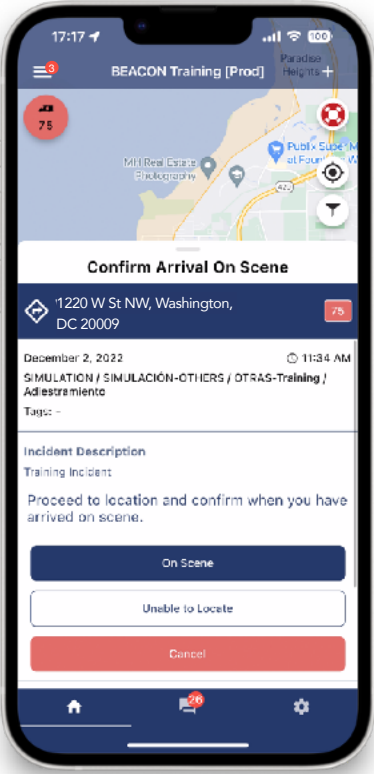 17:17
100
3
BEACON Training [Prod]
Paradise
Heights
75
MH Real Estate
Photography
Publix Super M
at Fountain W
420
Confirm Arrival On Scene
1220 W St NW, Washington,
DC 20009
75
December 2, 2022
11:34 AM
SIMULATION / SIMULACIÓN-OTHERS / OTRAS-Training /
Adiestramiento
Tags: -
Incident Description
Training Incident
Proceed to location and confirm when you have
arrived on scene.
On Scene
Unable to Locate
Cancel
26